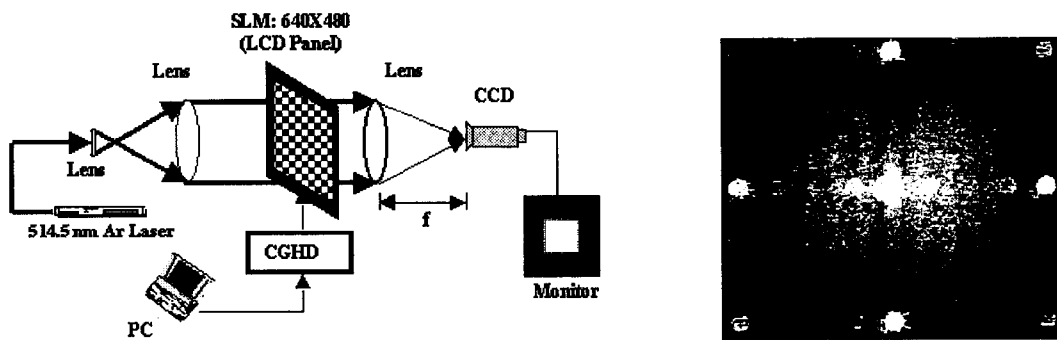 SLM: 640X480
(LCD Panel)
Lens
Lens
CCD
Lens
514.5 nm Ar Laser
f
CGHD
PC
Monitor